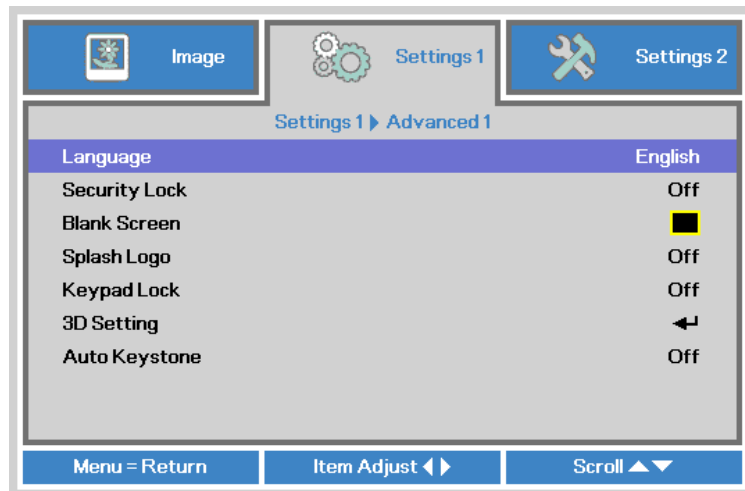 Image
Settings 1
Settings 2
Settings 1 ▶ Advanced 1
Language English
Security Lock Off
Blank Screen
Splash Logo Off
Keypad Lock Off
3D Setting ↵
Auto Keystone Off
Menu = Return
Item Adjust ◀ ▶
Scroll ▲▼